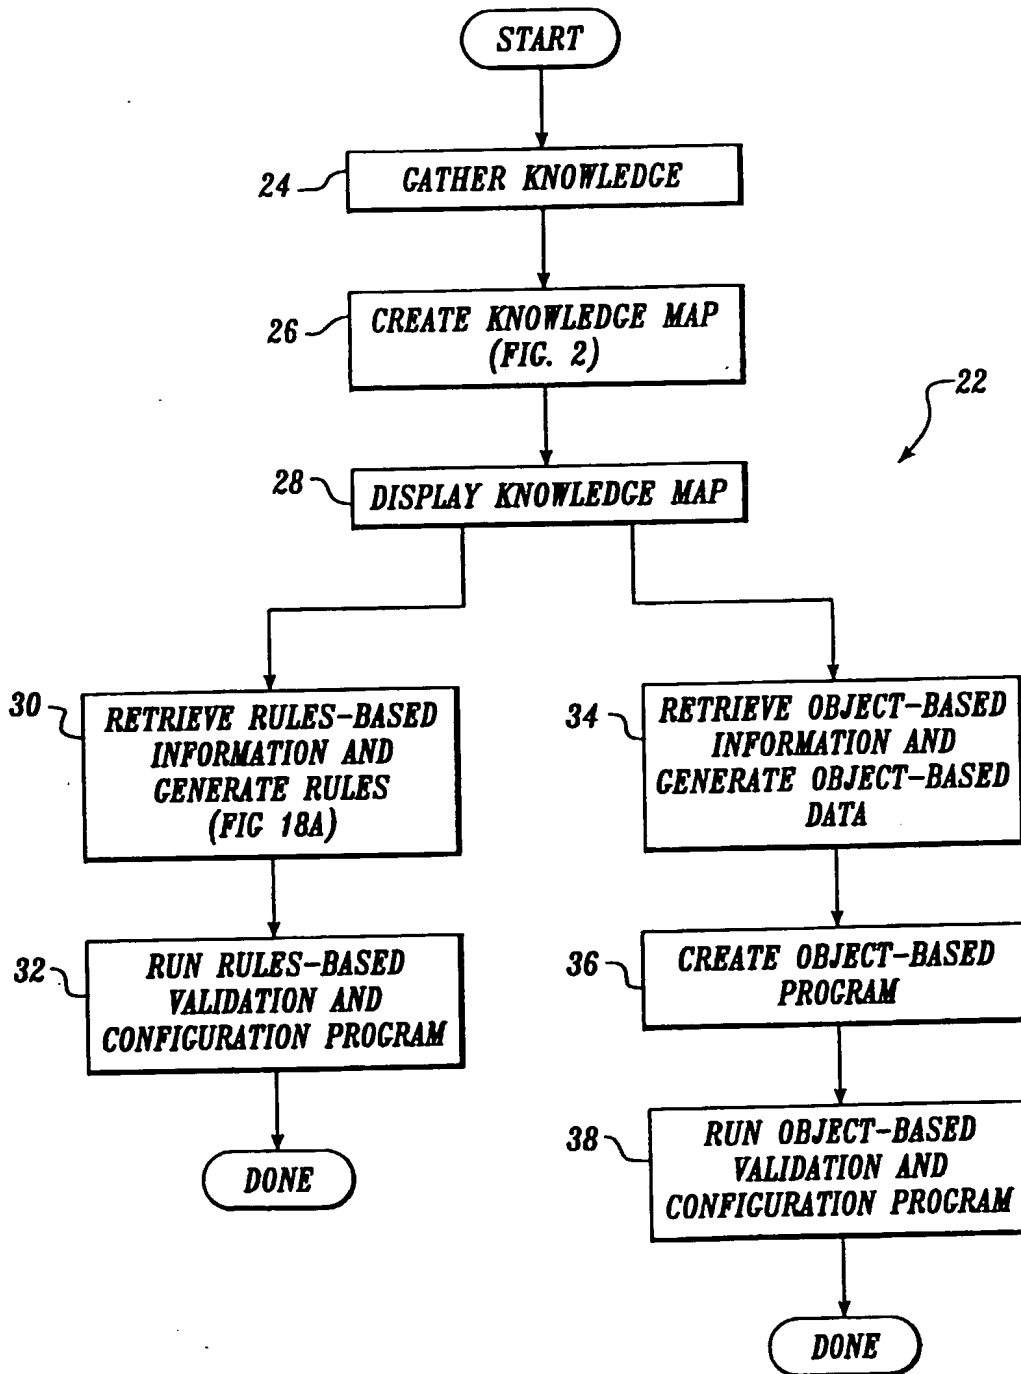 START
24
GATHER KNOWLEDGE
26
CREATE KNOWLEDGE MAP
(FIG. 2)
22
28
DISPLAY KNOWLEDGE MAP
30
RETRIEVE RULES-BASED
INFORMATION AND
GENERATE RULES
(FIG 18A)
34
RETRIEVE OBJECT-BASED
INFORMATION AND
GENERATE OBJECT-BASED
DATA
32
RUN RULES-BASED
VALIDATION AND
CONFIGURATION PROGRAM
36
CREATE OBJECT-BASED
PROGRAM
DONE
38
RUN OBJECT-BASED
VALIDATION AND
CONFIGURATION PROGRAM
DONE